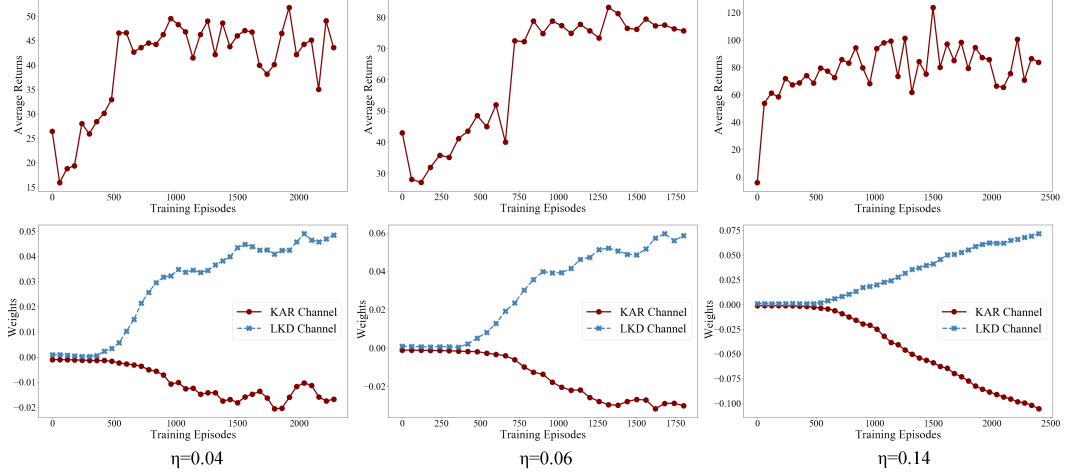 50
45
40
35
30
25
20
15
Average Returns
0 500 1000 1500 2000
Training Episodes
80
70
60
50
40
30
Average Returns
0 250 500 750 1000 1250 1500 1750
Training Episodes
120
100
80
60
40
20
0
Average Returns
0 500 1000 1500 2000 2500
Training Episodes
0.05
0.04
0.03
0.02
0.01
0.00
−0.01
−0.02
Weights
KAR Channel
LKD Channel
0 500 1000 1500 2000
Training Episodes
η=0.04
0.06
0.04
0.02
0.00
−0.02
Weights
KAR Channel
LKD Channel
0 250 500 750 1000 1250 1500 1750
Training Episodes
η=0.06
0.075
0.050
0.025
0.000
−0.025
−0.050
−0.075
−0.100
Weights
KAR Channel
LKD Channel
0 500 1000 1500 2000 2500
Training Episodes
η=0.14